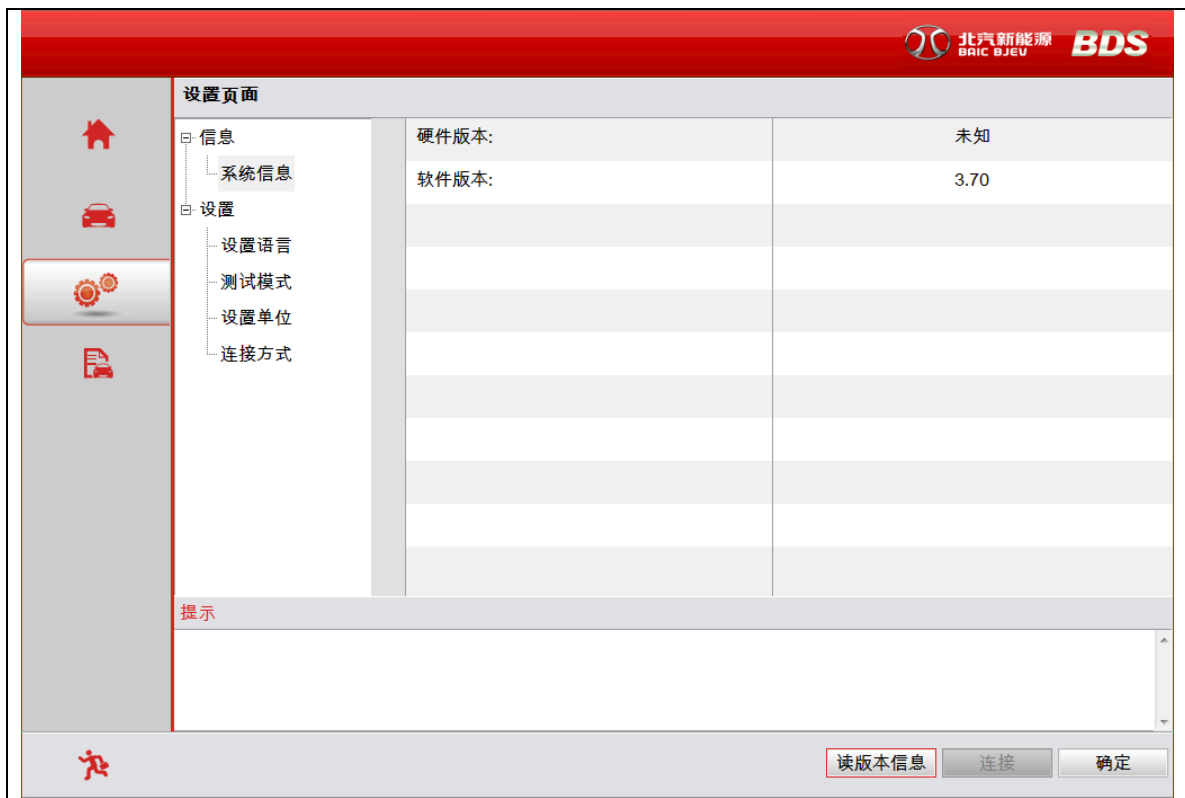 北汽新能源 BDS
BAIC BJEV
设置页面
信息
系统信息
设置
设置语言
测试模式
设置单位
连接方式
硬件版本: 未知
软件版本: 3.70
提示
读版本信息 连接 确定